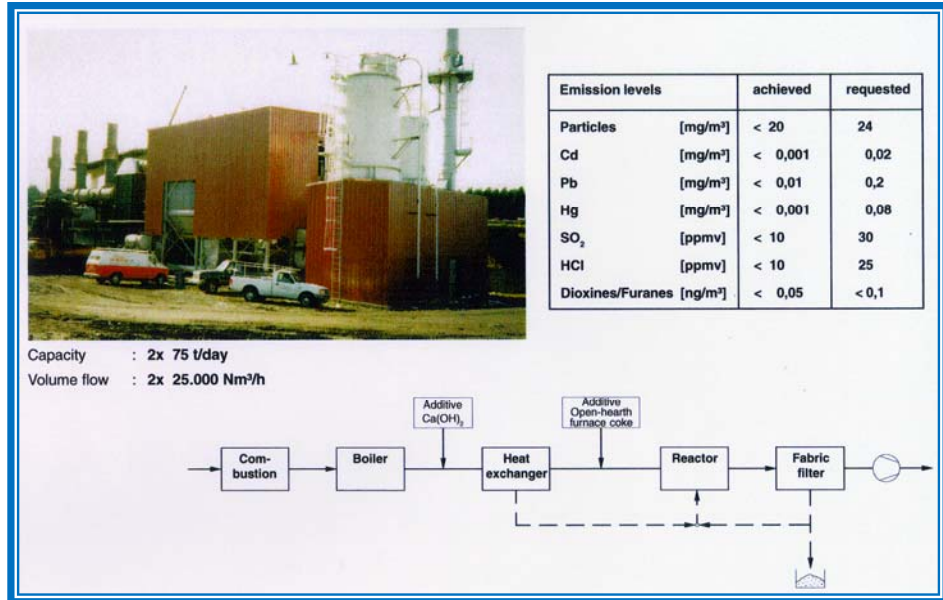 Emission levels achieved requested
Particles [mg/m³] < 20 24
Cd [mg/m³] < 0,001 0,02
Pb [mg/m³] < 0,01 0,2
Hg [mg/m³] < 0,001 0,08
SO₂ [ppmv] < 10 30
HCl [ppmv] < 10 25
Dioxines/Furanes [ng/m³] < 0,05 < 0,1
Capacity : 2x 75 t/day
Volume flow : 2x 25.000 Nm³/h
Additive
Ca(OH)₂
Additive
Open-hearth
furnace coke
Com-
bustion
Boiler
Heat
exchanger
Reactor
Fabric
filter